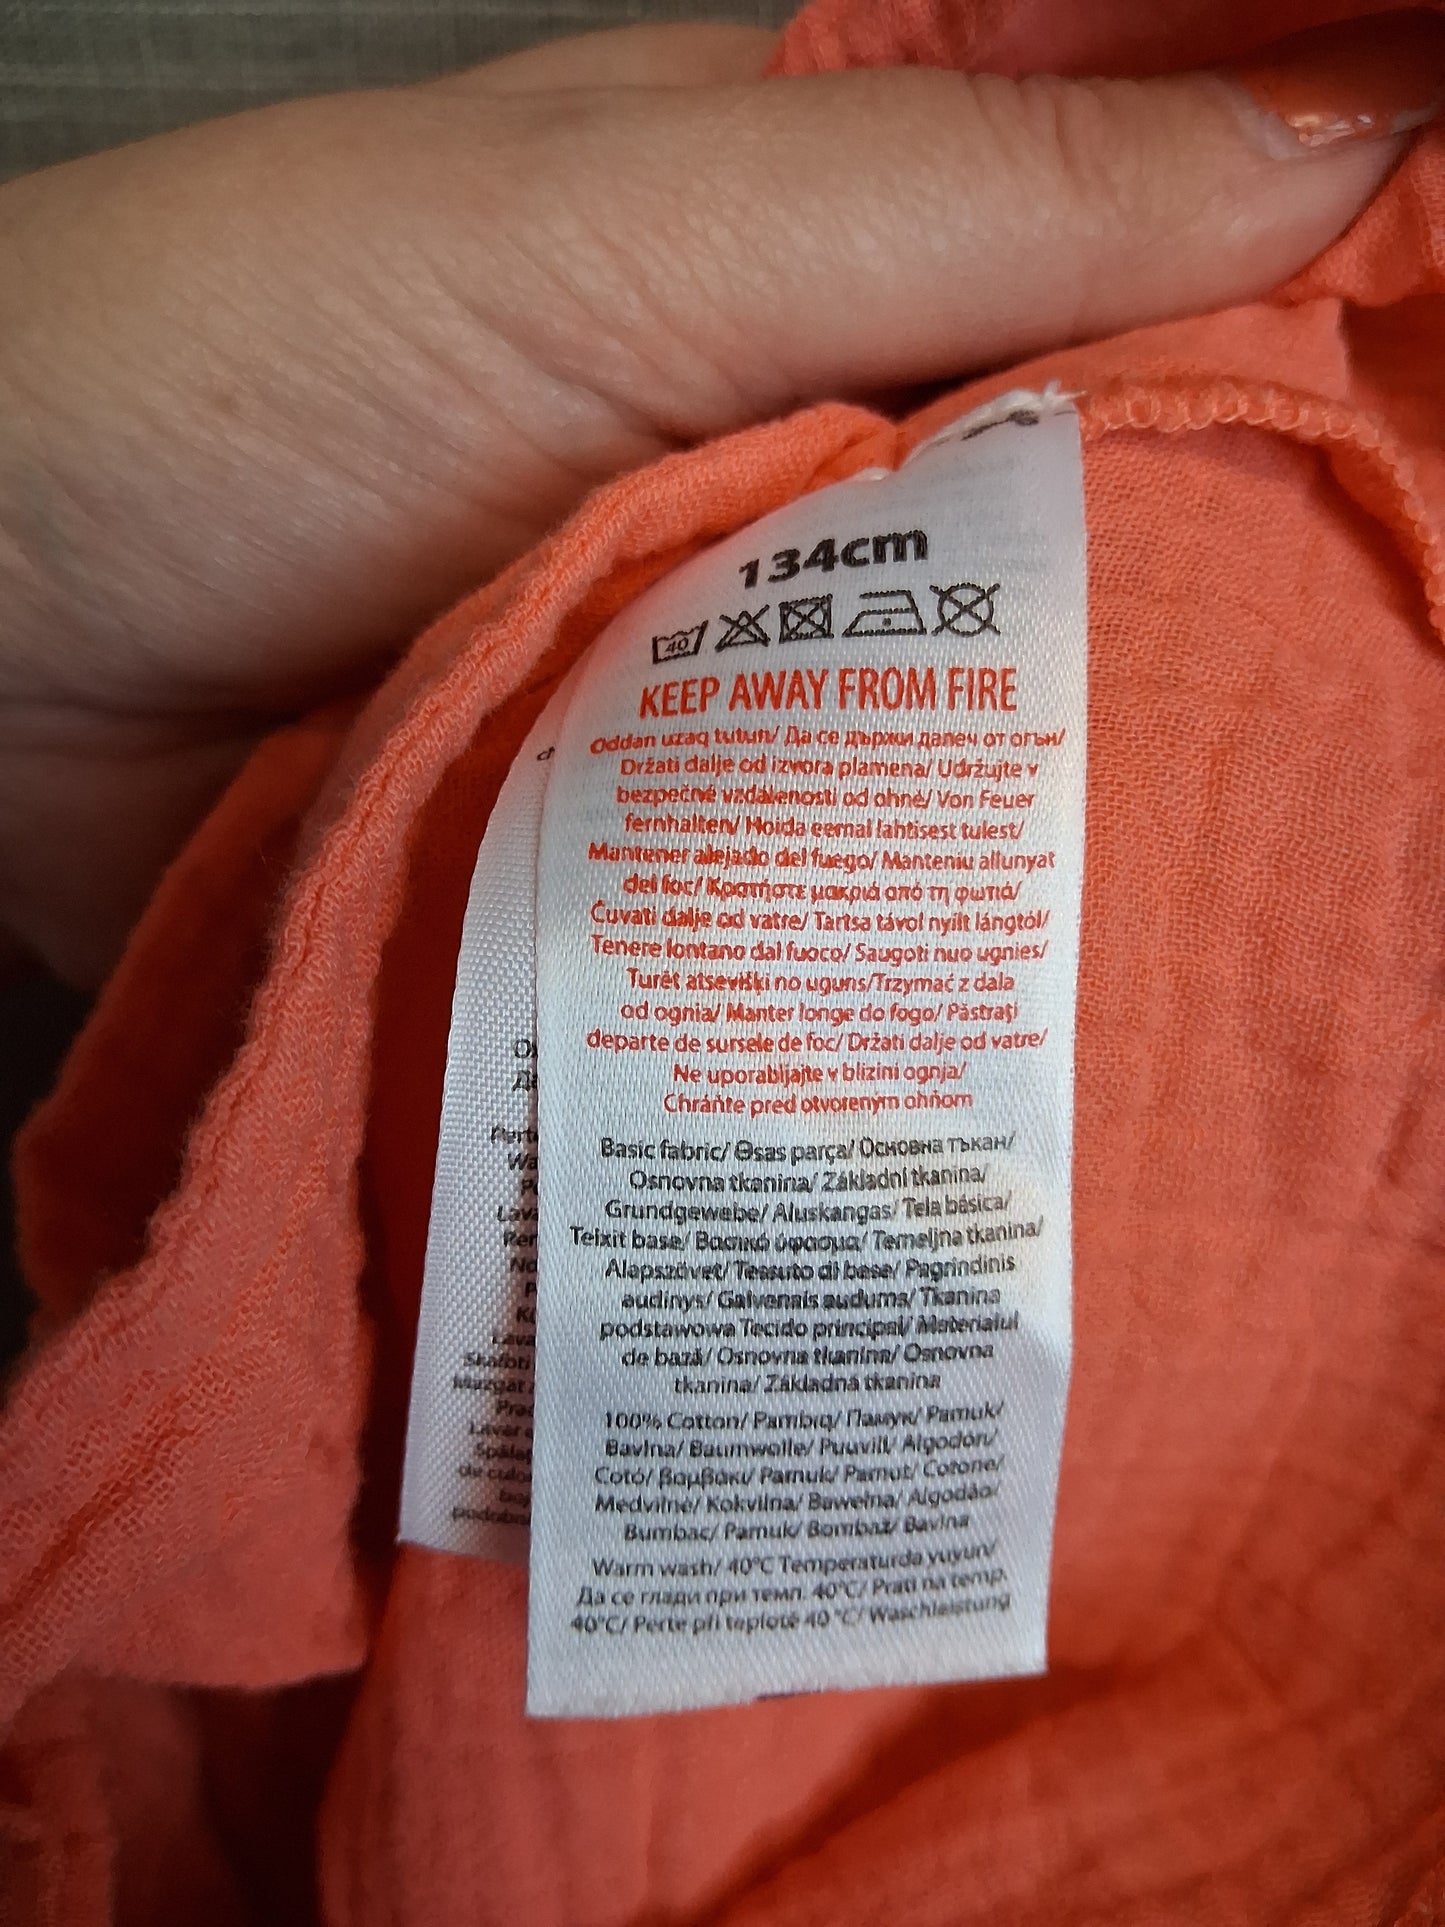 134cm
40
KEEP AWAY FROM FIRE
Oddan uzaq tutun/ Да се държи далеч от огън/
Držati dalje od izvora plamena/ Udržujte v
bezpečné vzdálenosti od ohně/ Von Feuer
fernhalten/ Hoida eemal lahtisest tulest/
Mantener alejado del fuego/ Manteniu allunyat
del foc/ Κρατήστε μακριά από τη φωτιά/
Čuvati dalje od vatre/ Tartsa távol nyílt lángtól/
Tenere lontano dal fuoco/ Saugoti nuo ugnies/
Turēt atsevišķi no uguns/Trzymać z dala
od ognia/ Manter longe do fogo/ Păstrați
departe de sursele de foc/ Držati dalje od vatre/
Ne uporabljajte v blizini ognja/
Chráňte pred otvoreným ohňom
Basic fabric/ Əsas parça/ Основна тъкан/
Osnovna tkanina/ Základní tkanina/
Grundgewebe/ Aluskangas/ Tela básica/
Teixit base/ Βασικό ύφασμα/ Temeljna tkanina/
Alapszövet/ Tessuto di base/ Pagrindinis
audinys/ Galvenais audums/ Tkanina
podstawowa Tecido principal/ Materialul
de bază/ Osnovna tkanina/ Osnovna
tkanina/ Základná tkanina
100% Cotton/ Pambıq/ Памук/ Pamuk/
Bavlna/ Baumwolle/ Puuvill/ Algodon/
Cotó/ βαμβάκι/ Pamuk/ Pamut/ Cotone/
Medvilnė/ Kokvilna/ Bawełna/ Algodão/
Bumbac/ Pamuk/ Bombaž/ Bavlna
Warm wash/ 40°C Temperaturda yuyun/
Да се глади при темп. 40°C/ Prati na temp.
40°C/ Perte při teplotě 40 °C/ Waschleistung